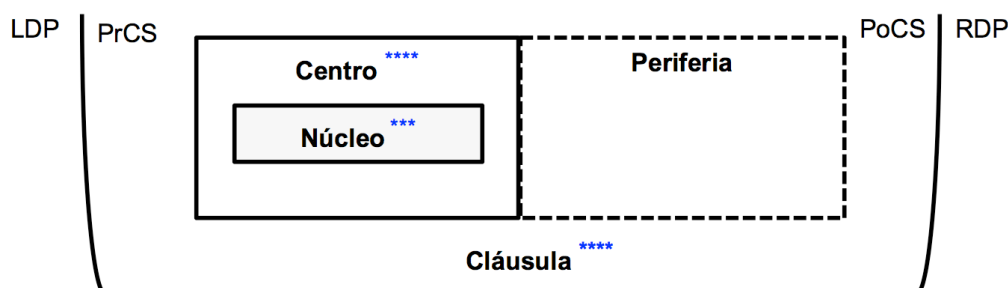 LDP PrCS PoCS RDP
Centro **** Periferia
Núcleo ***
Cláusula ****